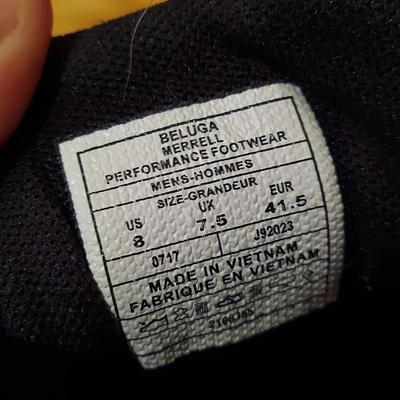 BELUGA
MERRELL
PERFORMANCE FOOTWEAR
MENS-HOMMES
SIZE-GRANDEUR
US UK EUR
8 7.5 41.5
0717 J92023
MADE IN VIETNAM
FABRIQUE EN VIETNAM